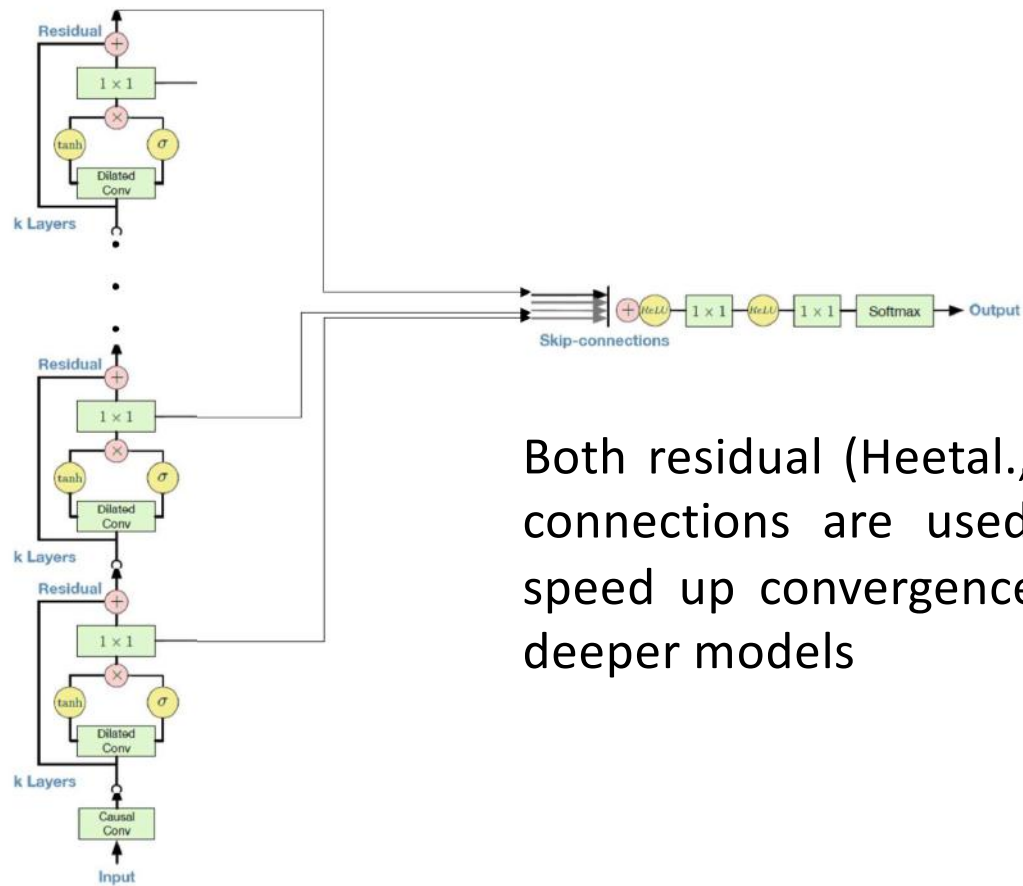 Residual
+
1 × 1
×
tanh
σ
Dilated
Conv
k Layers
Residual
+
1 × 1
×
tanh
σ
Dilated
Conv
k Layers
Residual
+
1 × 1
×
tanh
σ
Dilated
Conv
k Layers
Causal
Conv
Input
+ ReLU 1 × 1 ReLU 1 × 1 Softmax Output
Skip-connections
Both residual (Heetal.,
connections are used
speed up convergence
deeper models